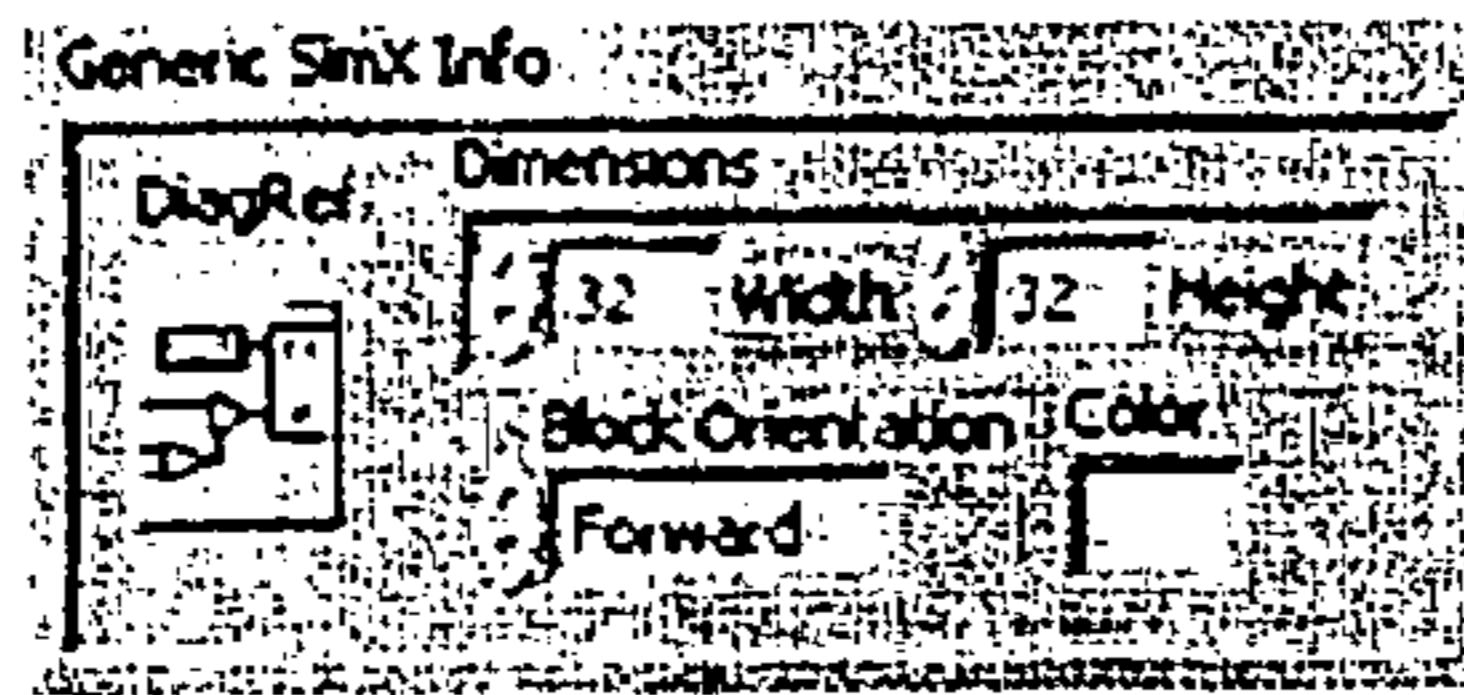 Generic SimX Info
Dimensions
DiagRef
32 Width 32 Height
Block Orientation Color
Forward